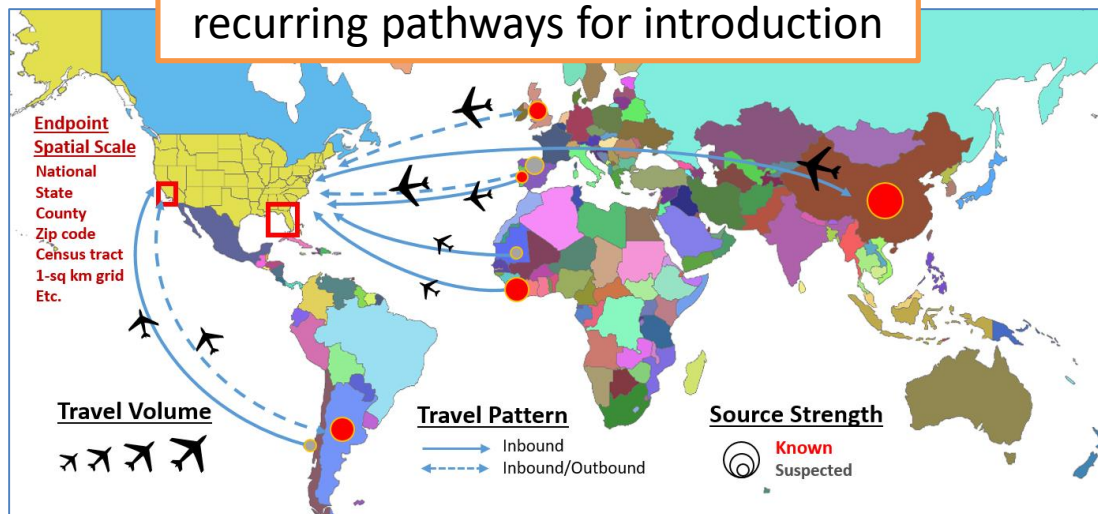 recurring pathways for introduction
Endpoint
Spatial Scale
National
State
County
Zip code
Census tract
1-sq km grid
Etc.
Travel Volume
Travel Pattern
Inbound
Inbound/Outbound
Source Strength
Known
Suspected